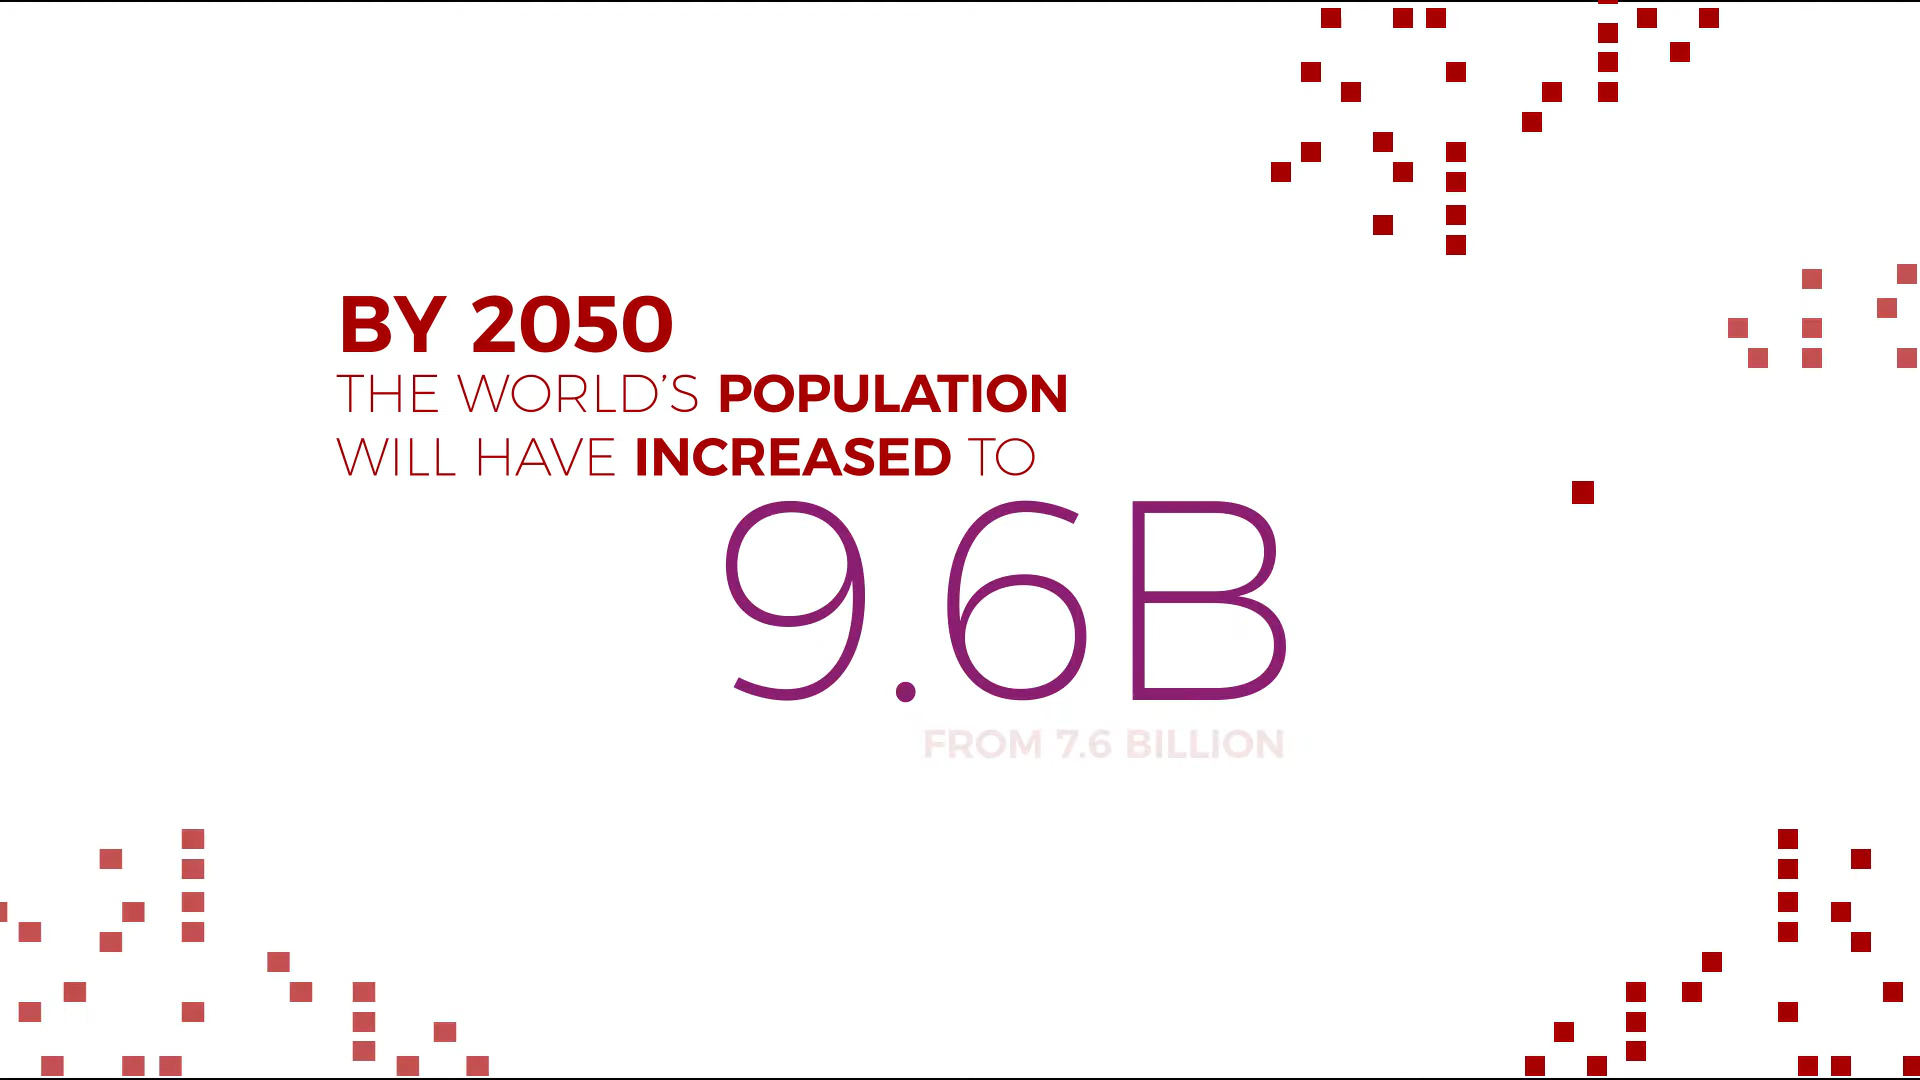 BY 2050
THE WORLD’S POPULATION
WILL HAVE INCREASED TO
9.6B
FROM 7.6 BILLION